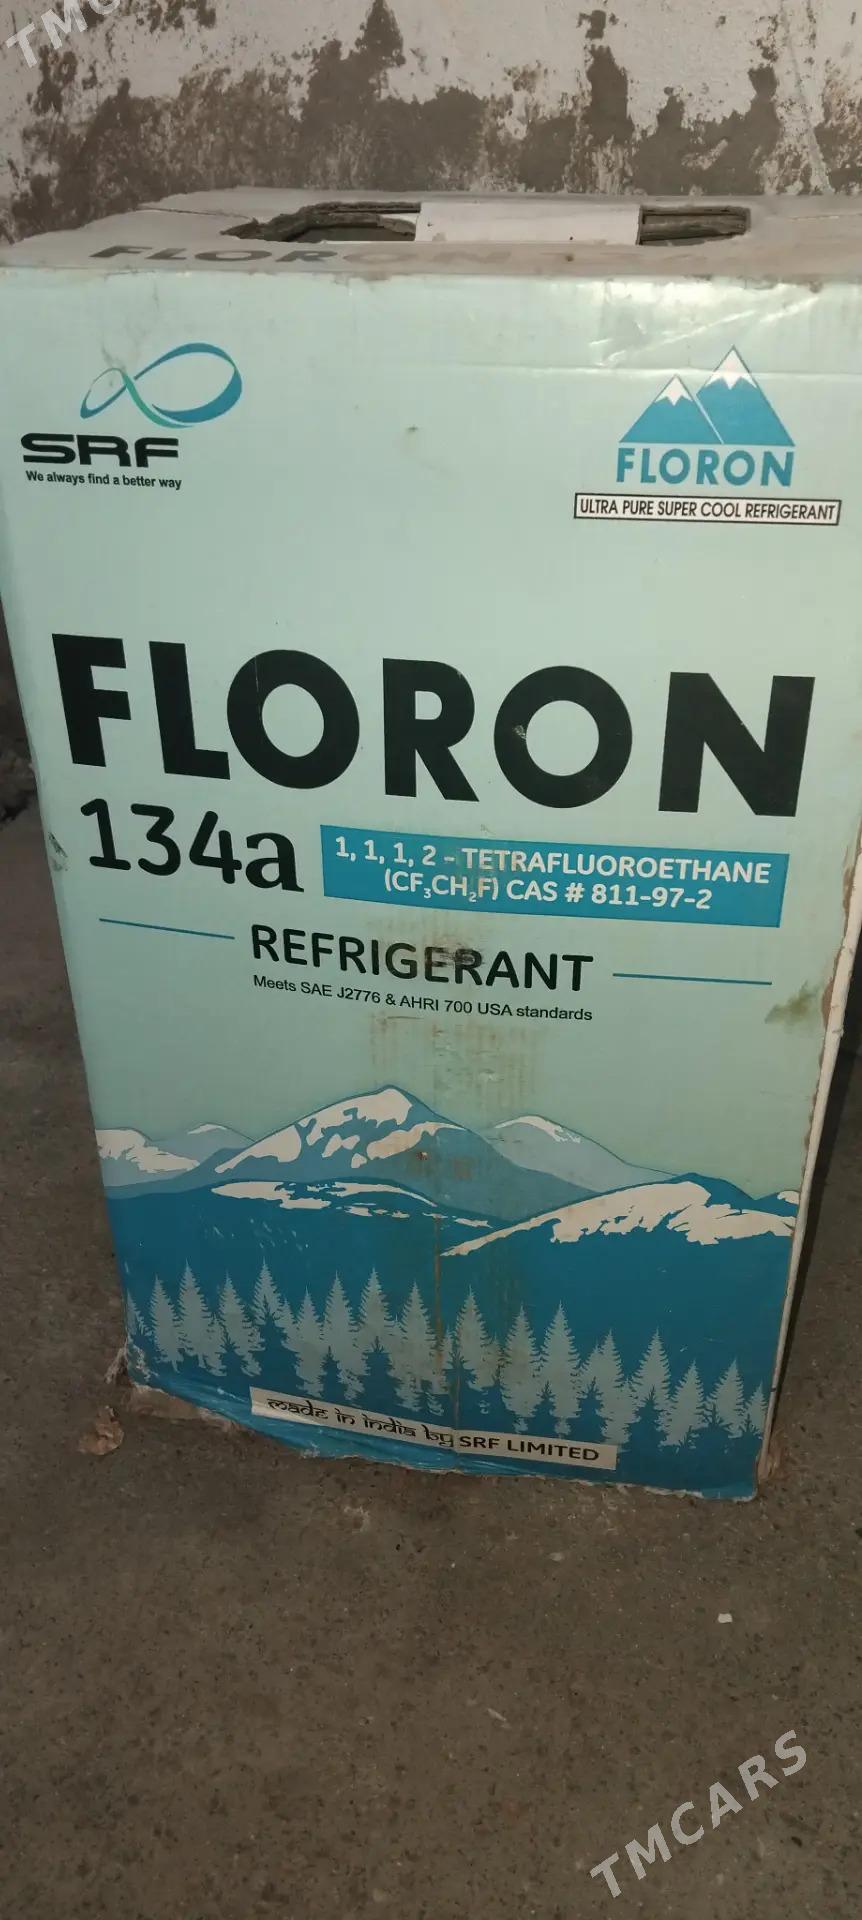 FLORON
SRF
We always find a better way
FLORON
ULTRA PURE SUPER COOL REFRIGERANT
FLORON
134a
1, 1, 1, 2 - TETRAFLUOROETHANE
(CF₃CH₂F) CAS # 811-97-2
REFRIGERANT
Meets SAE J2776 & AHRI 700 USA standards
made in india by SRF LIMITED
TMCARS